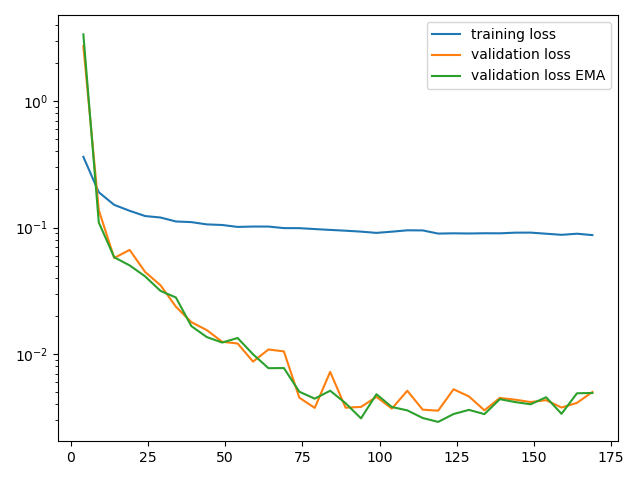 training loss
validation loss
validation loss EMA
10⁰
10⁻¹
10⁻²
0 25 50 75 100 125 150 175